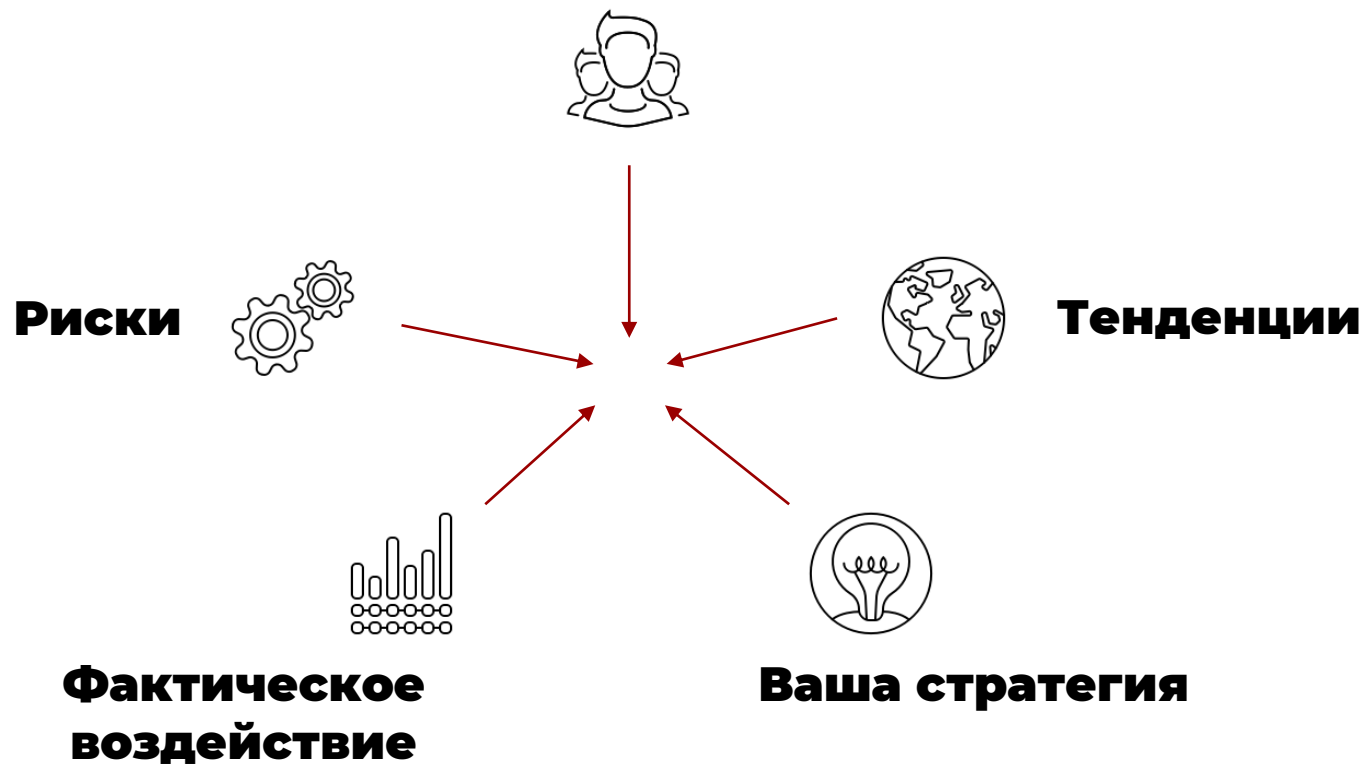 Риски
Тенденции
Фактическое
воздействие
Ваша стратегия